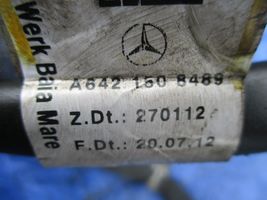 Werk Baia Mare
A642 150 8489
Z.Dt.: 270112
F.Dt.: 20.07.12